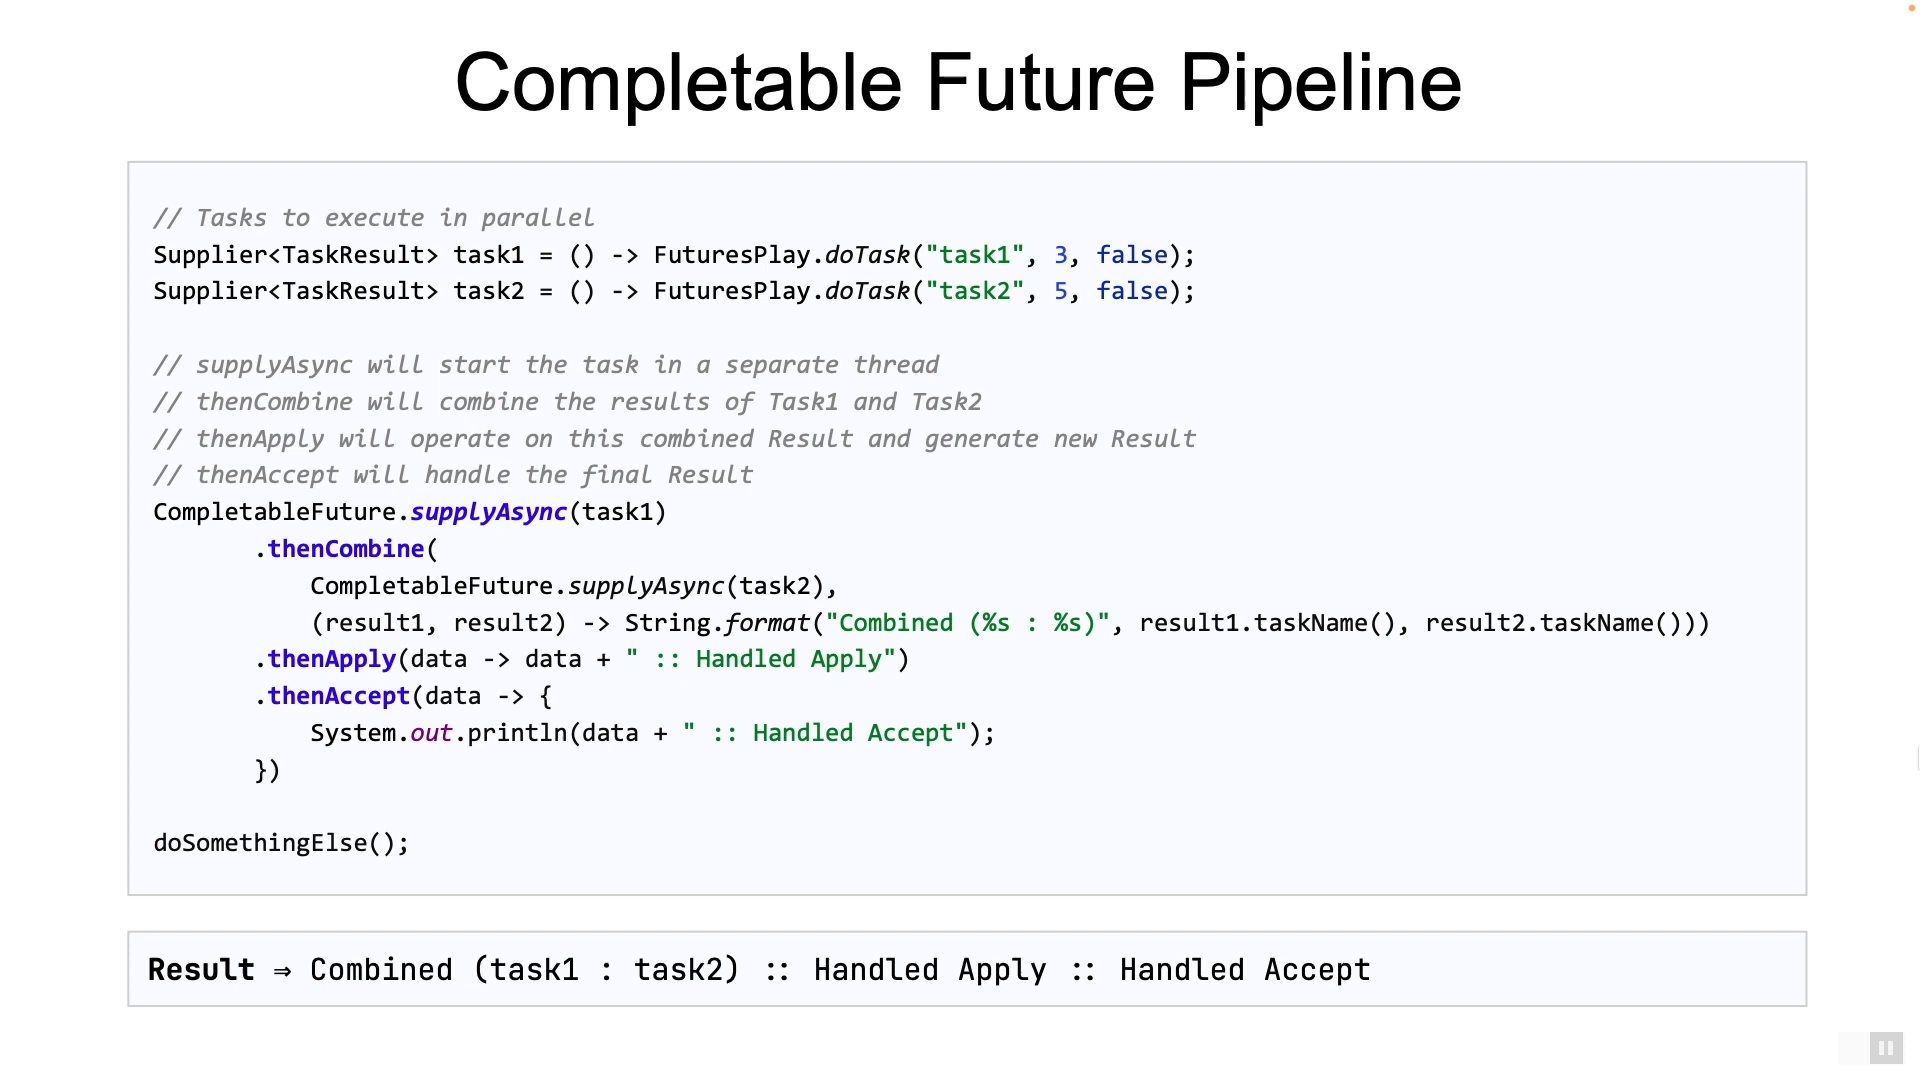 Completable Future Pipeline
// Tasks to execute in parallel
Supplier<TaskResult> task1 = () -> FuturesPlay.doTask("task1", 3, false);
Supplier<TaskResult> task2 = () -> FuturesPlay.doTask("task2", 5, false);
// supplyAsync will start the task in a separate thread
// thenCombine will combine the results of Task1 and Task2
// thenApply will operate on this combined Result and generate new Result
// thenAccept will handle the final Result
CompletableFuture.supplyAsync(task1)
.thenCombine(
CompletableFuture.supplyAsync(task2),
(result1, result2) -> String.format("Combined (%s : %s)", result1.taskName(), result2.taskName()))
.thenApply(data -> data + " :: Handled Apply")
.thenAccept(data -> {
System.out.println(data + " :: Handled Accept");
})
doSomethingElse();
Result ⇒ Combined (task1 : task2) :: Handled Apply :: Handled Accept